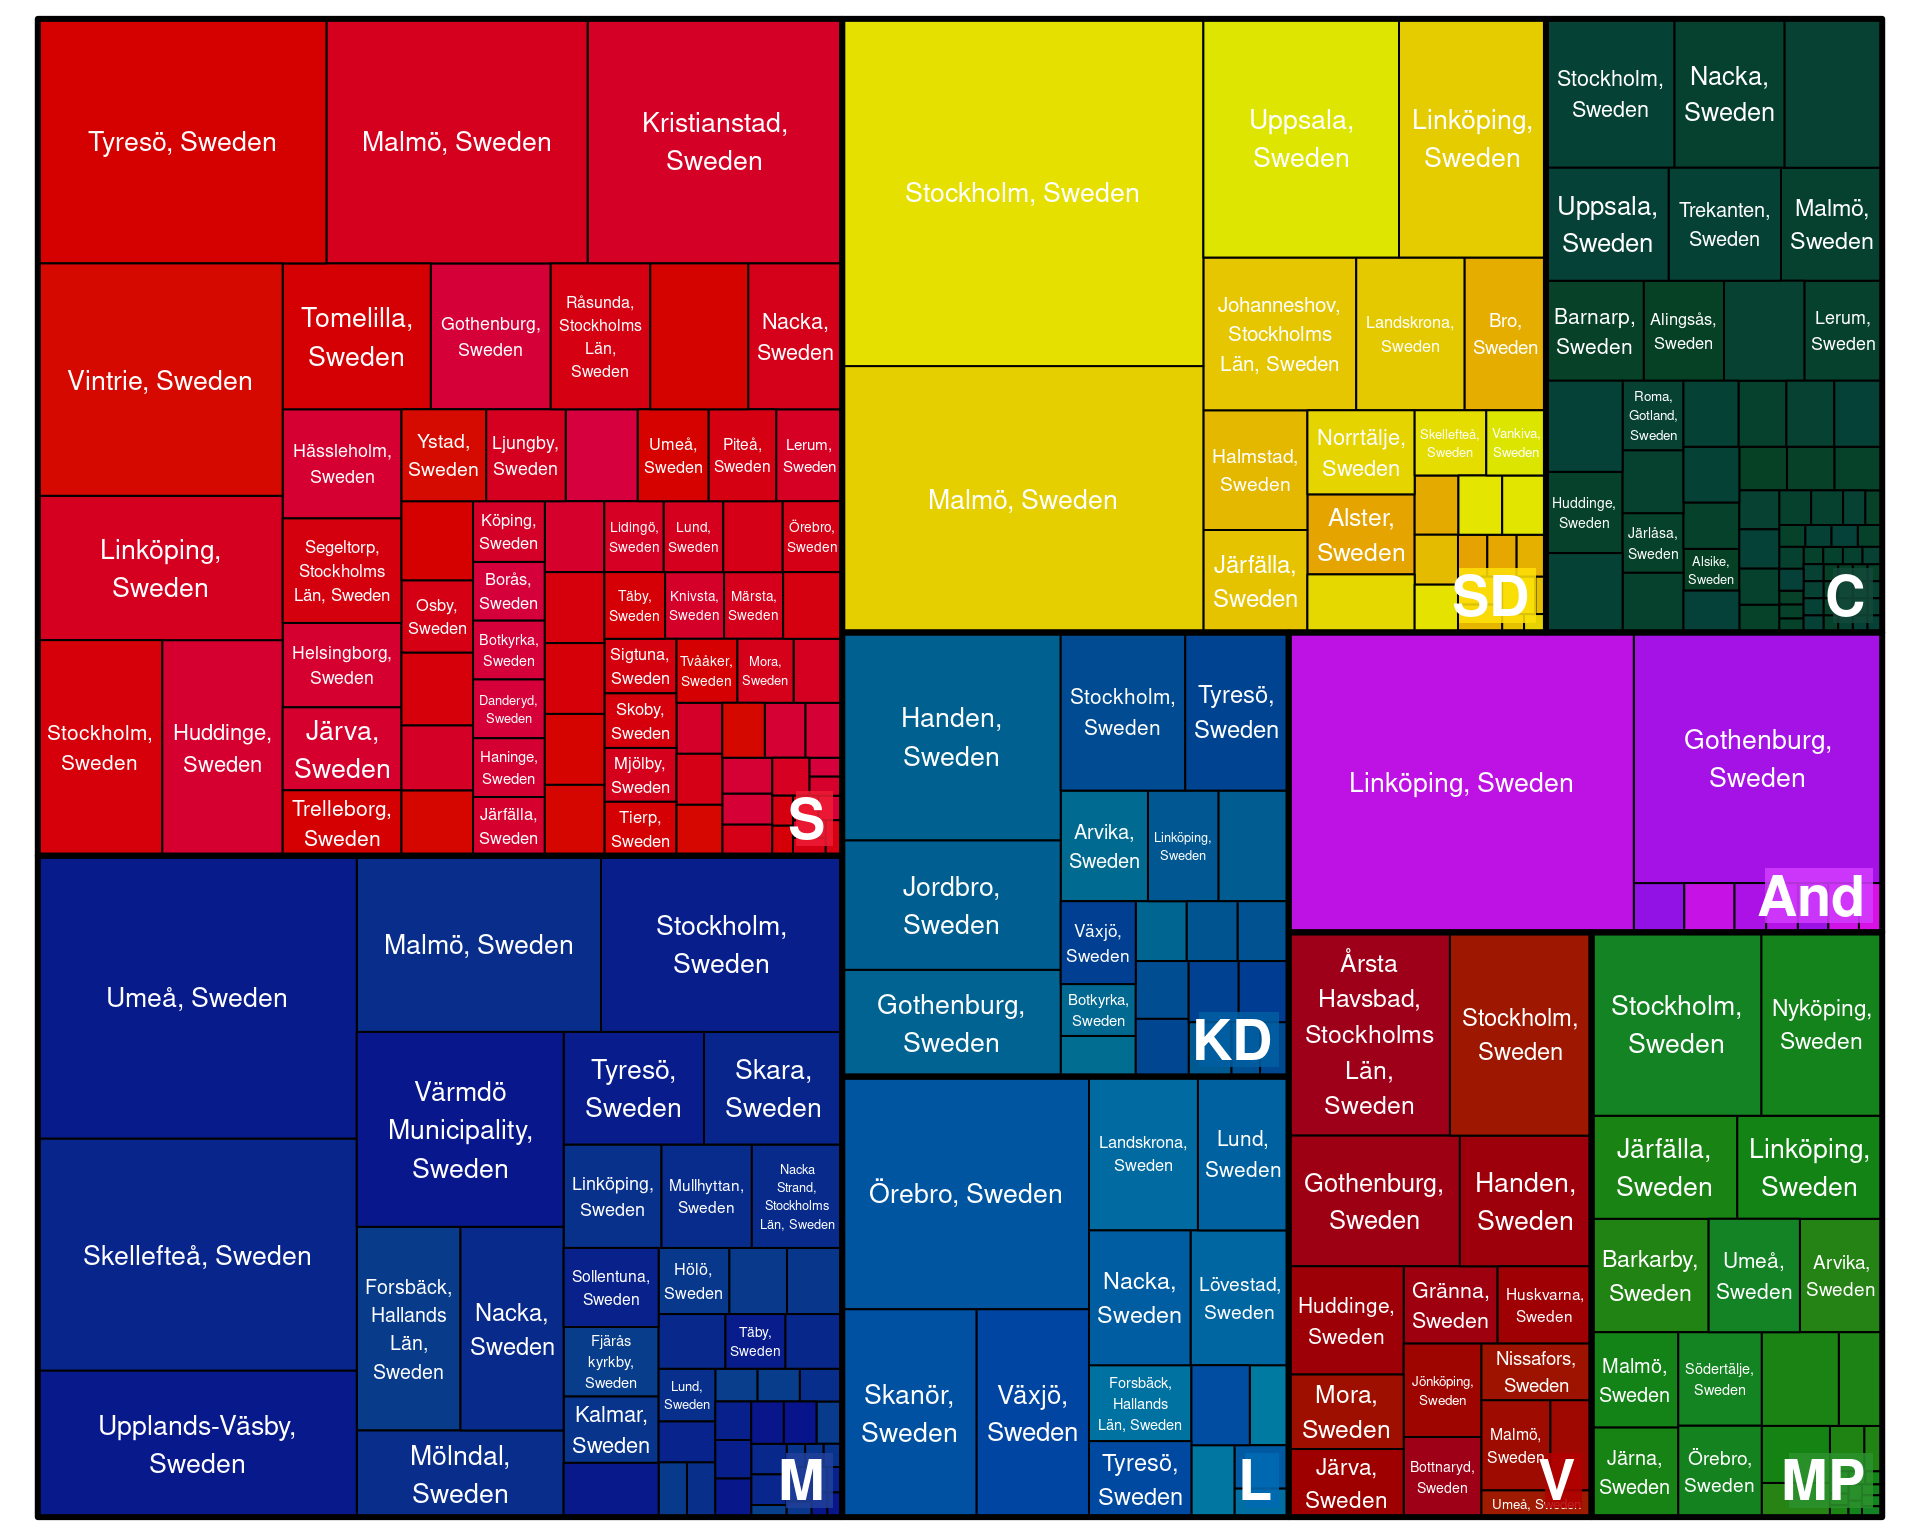 Tyresö, Sweden
Malmö, Sweden
Kristianstad,
Sweden
Vintrie, Sweden
Tomelilla,
Sweden
Gothenburg,
Sweden
Råsunda,
Stockholms
Län,
Sweden
Nacka,
Sweden
Hässleholm,
Sweden
Ystad,
Sweden
Ljungby,
Sweden
Umeå,
Sweden
Piteå,
Sweden
Lerum,
Sweden
Linköping,
Sweden
Segeltorp,
Stockholms
Län, Sweden
Köping,
Sweden
Lidingö,
Sweden
Lund,
Sweden
Örebro,
Sweden
Borås,
Sweden
Osby,
Sweden
Täby,
Sweden
Knivsta,
Sweden
Märsta,
Sweden
Stockholm,
Sweden
Huddinge,
Sweden
Helsingborg,
Sweden
Botkyrka,
Sweden
Sigtuna,
Sweden
Tvååker,
Sweden
Mora,
Sweden
Järva,
Sweden
Danderyd,
Sweden
Skoby,
Sweden
Haninge,
Sweden
Mjölby,
Sweden
Trelleborg,
Sweden
Järfälla,
Sweden
Tierp,
Sweden
S
Stockholm, Sweden
Uppsala,
Sweden
Linköping,
Sweden
Malmö, Sweden
Johanneshov,
Stockholms
Län, Sweden
Landskrona,
Sweden
Bro,
Sweden
Halmstad,
Sweden
Norrtälje,
Sweden
Skellefteå,
Sweden
Vankiva,
Sweden
Alster,
Sweden
Järfälla,
Sweden
SD
Stockholm,
Sweden
Nacka,
Sweden
Uppsala,
Sweden
Trekanten,
Sweden
Malmö,
Sweden
Barnarp,
Sweden
Alingsås,
Sweden
Lerum,
Sweden
Roma,
Gotland,
Sweden
Huddinge,
Sweden
Järlåsa,
Sweden
Alsike,
Sweden
C
Umeå, Sweden
Malmö, Sweden
Stockholm,
Sweden
Skellefteå, Sweden
Värmdö
Municipality,
Sweden
Tyresö,
Sweden
Skara,
Sweden
Linköping,
Sweden
Mullhyttan,
Sweden
Nacka
Strand,
Stockholms
Län, Sweden
Forsbäck,
Hallands
Län,
Sweden
Nacka,
Sweden
Sollentuna,
Sweden
Hölö,
Sweden
Fjärås
kyrkby,
Sweden
Täby,
Sweden
Upplands-Väsby,
Sweden
Lund,
Sweden
Kalmar,
Sweden
Mölndal,
Sweden
M
Handen,
Sweden
Stockholm,
Sweden
Tyresö,
Sweden
Arvika,
Sweden
Linköping,
Sweden
Jordbro,
Sweden
Växjö,
Sweden
Gothenburg,
Sweden
Botkyrka,
Sweden
KD
Örebro, Sweden
Landskrona,
Sweden
Lund,
Sweden
Nacka,
Sweden
Lövestad,
Sweden
Skanör,
Sweden
Växjö,
Sweden
Forsbäck,
Hallands
Län, Sweden
Tyresö,
Sweden
L
Linköping, Sweden
Gothenburg,
Sweden
And
Årsta
Havsbad,
Stockholms
Län,
Sweden
Stockholm,
Sweden
Gothenburg,
Sweden
Handen,
Sweden
Huddinge,
Sweden
Gränna,
Sweden
Huskvarna,
Sweden
Mora,
Sweden
Jönköping,
Sweden
Nissafors,
Sweden
Malmö,
Sweden
Järva,
Sweden
Bottnaryd,
Sweden
Umeå, Sweden
V
Stockholm,
Sweden
Nyköping,
Sweden
Järfälla,
Sweden
Linköping,
Sweden
Barkarby,
Sweden
Umeå,
Sweden
Arvika,
Sweden
Malmö,
Sweden
Södertälje,
Sweden
Järna,
Sweden
Örebro,
Sweden
MP